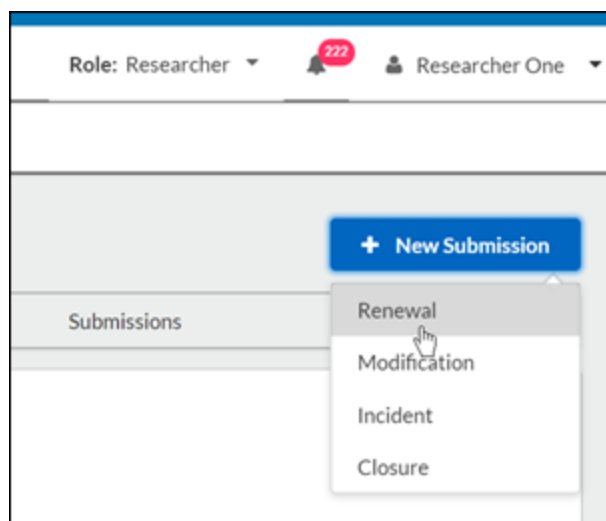 Role: Researcher 222 Researcher One
+ New Submission
Submissions
Renewal
Modification
Incident
Closure